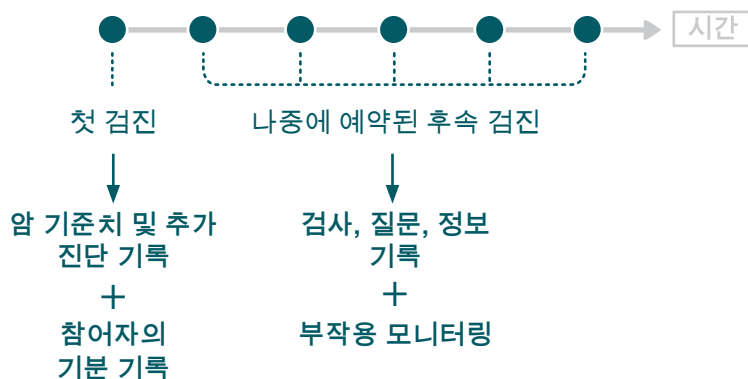 시간
첫 검진
나중에 예약된 후속 검진
암 기준치 및 추가
진단 기록
+
참여자의
기분 기록
검사, 질문, 정보
기록
+
부작용 모니터링